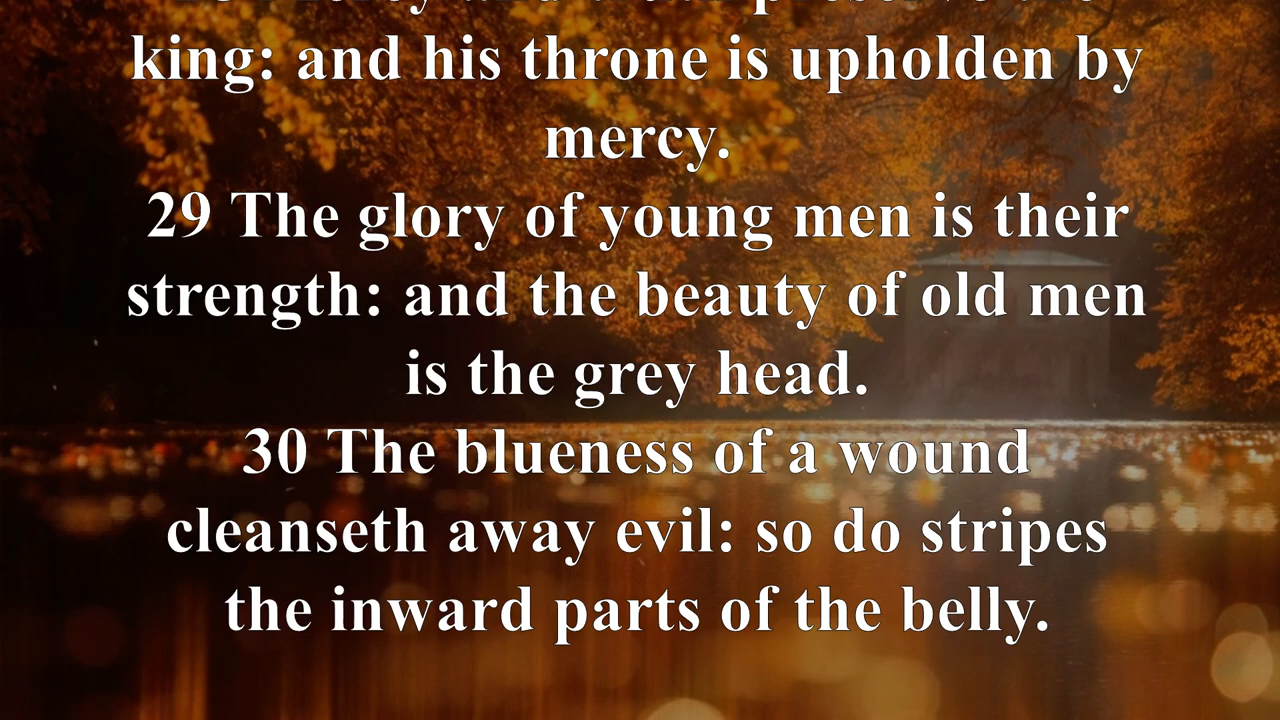 king: and his throne is upholden by
mercy.
29 The glory of young men is their
strength: and the beauty of old men
is the grey head.
30 The blueness of a wound
cleanseth away evil: so do stripes
the inward parts of the belly.